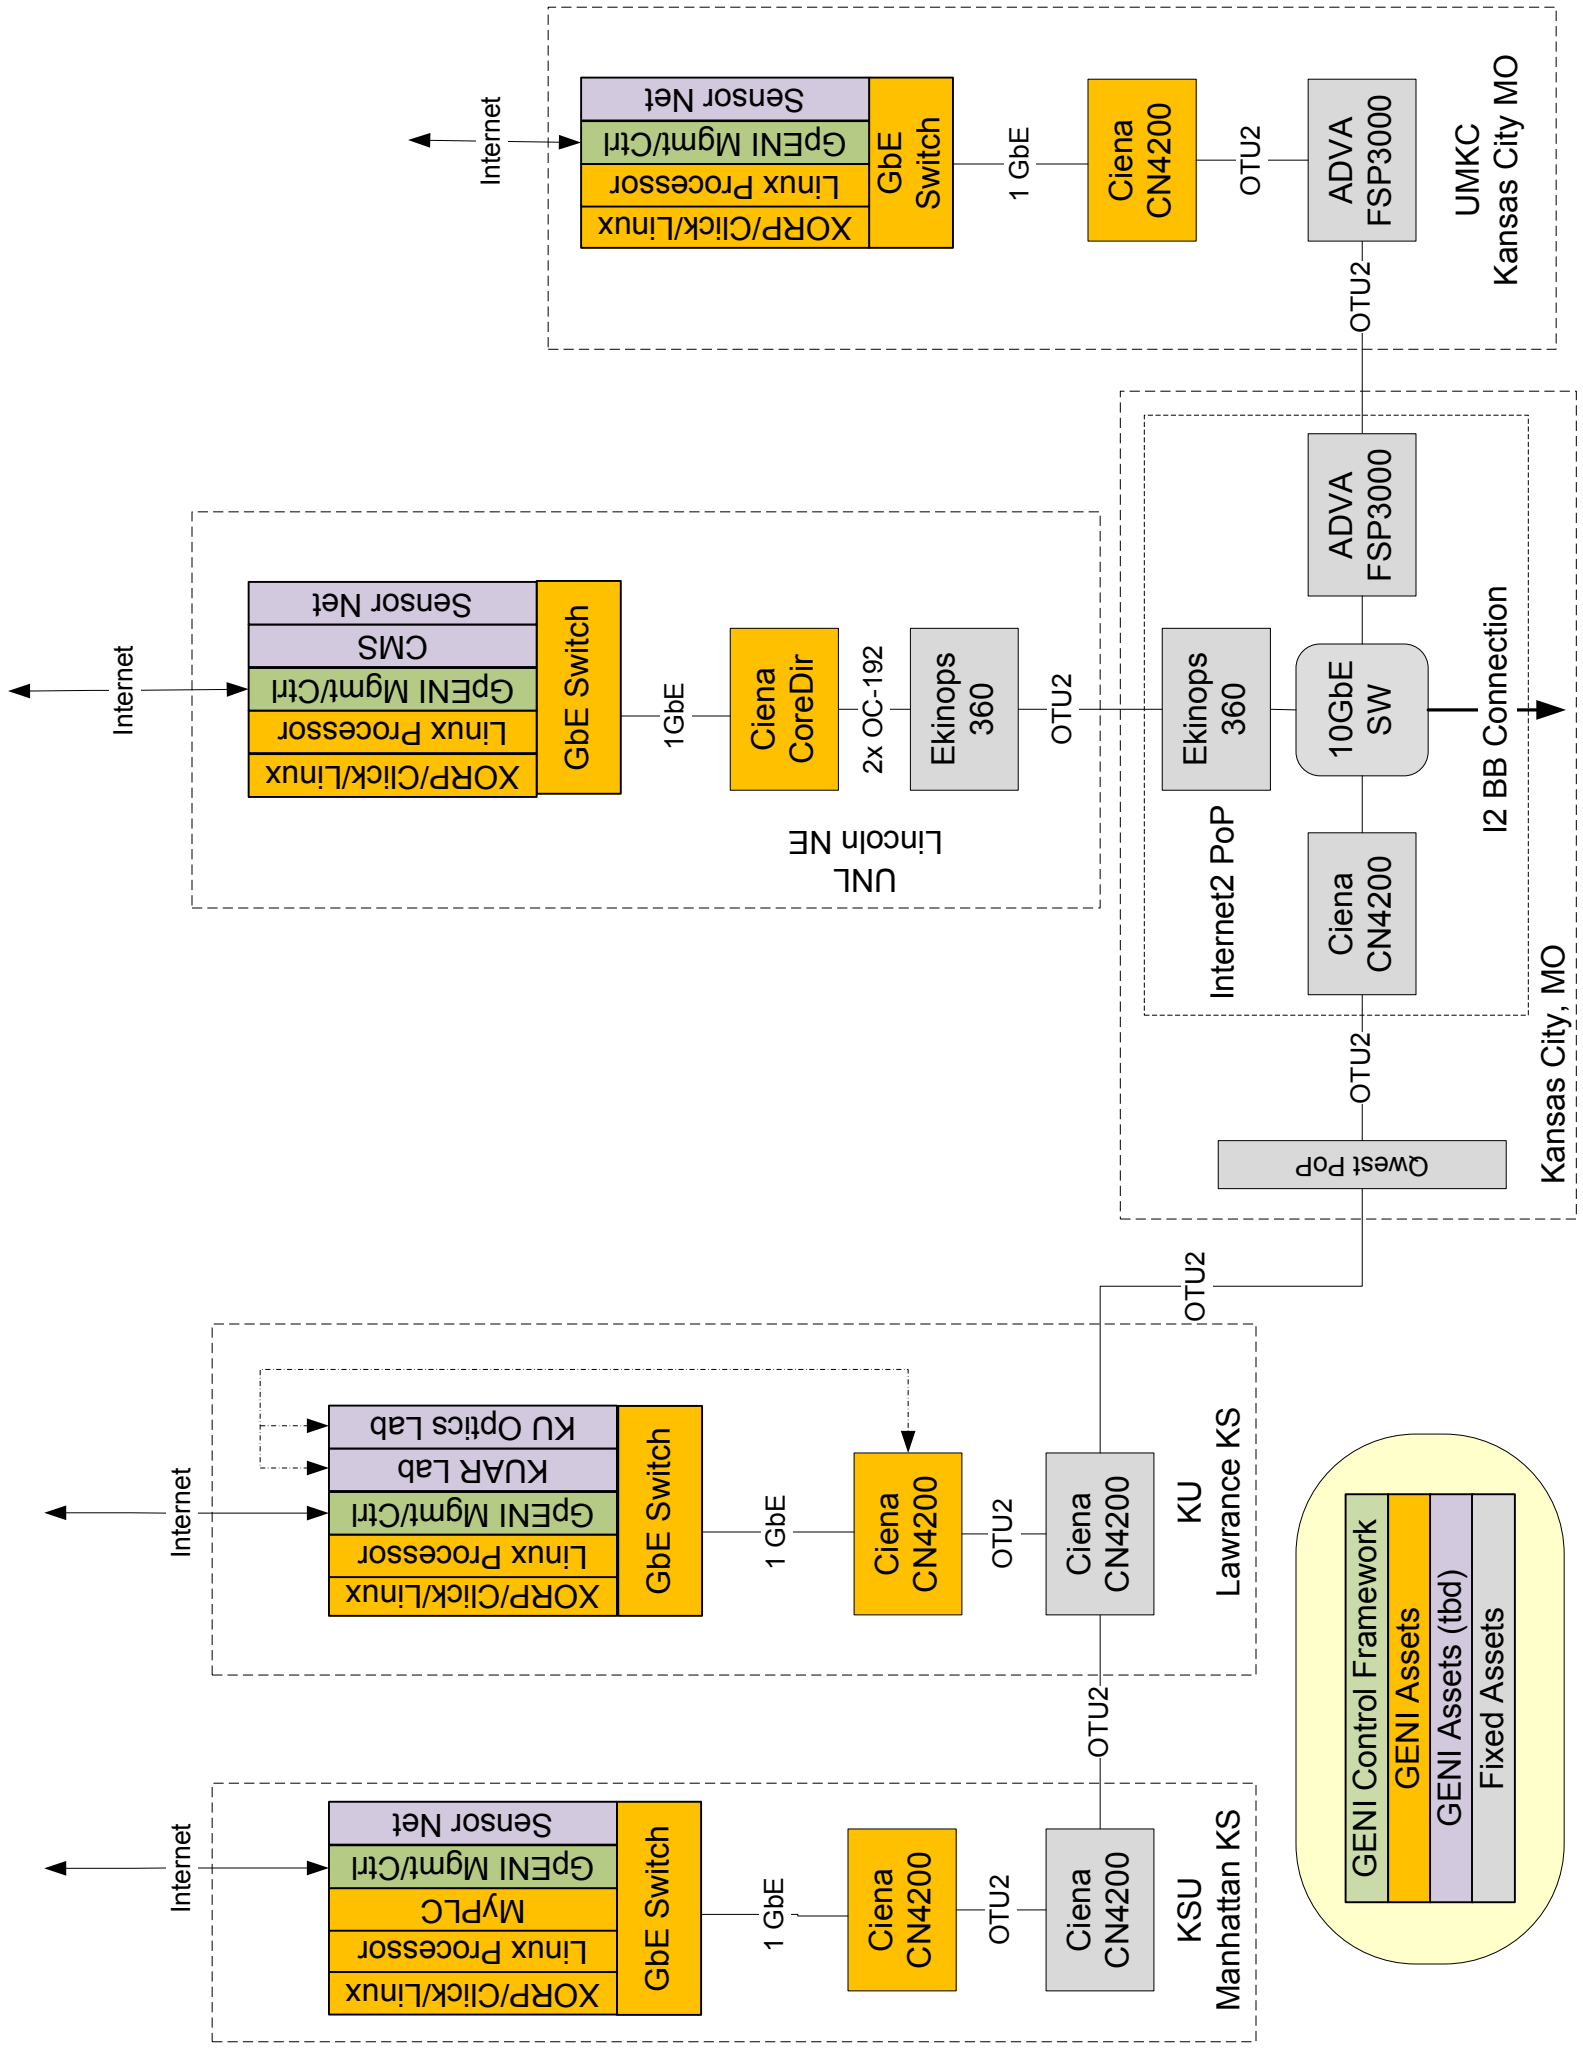 Internet
XORP/Click/Linux
Linux Processor
MyPLC
GpENI Mgmt/Ctrl
Sensor Net
GbE Switch
1 GbE
Ciena
CN4200
OTU2
Ciena
CN4200
KSU
Manhattan KS
OTU2
Internet
XORP/Click/Linux
Linux Processor
GpENI Mgmt/Ctrl
KUAR Lab
KU Optics Lab
GbE Switch
1 GbE
Ciena
CN4200
OTU2
Ciena
CN4200
KU
Lawrance KS
OTU2
Internet
XORP/Click/Linux
Linux Processor
GpENI Mgmt/Ctrl
CMS
Sensor Net
GbE Switch
1GbE
Ciena
CoreDir
2x OC-192
Ekinops
360
UNL
Lincoln NE
OTU2
Qwest PoP
OTU2
Internet2 PoP
Ekinops
360
Ciena
CN4200
10GbE
SW
ADVA
FSP3000
I2 BB Connection
Kansas City, MO
OTU2
Internet
XORP/Click/Linux
Linux Processor
GpENI Mgmt/Ctrl
Sensor Net
GbE
Switch
1 GbE
Ciena
CN4200
OTU2
ADVA
FSP3000
UMKC
Kansas City MO
GENI Control Framework
GENI Assets
GENI Assets (tbd)
Fixed Assets